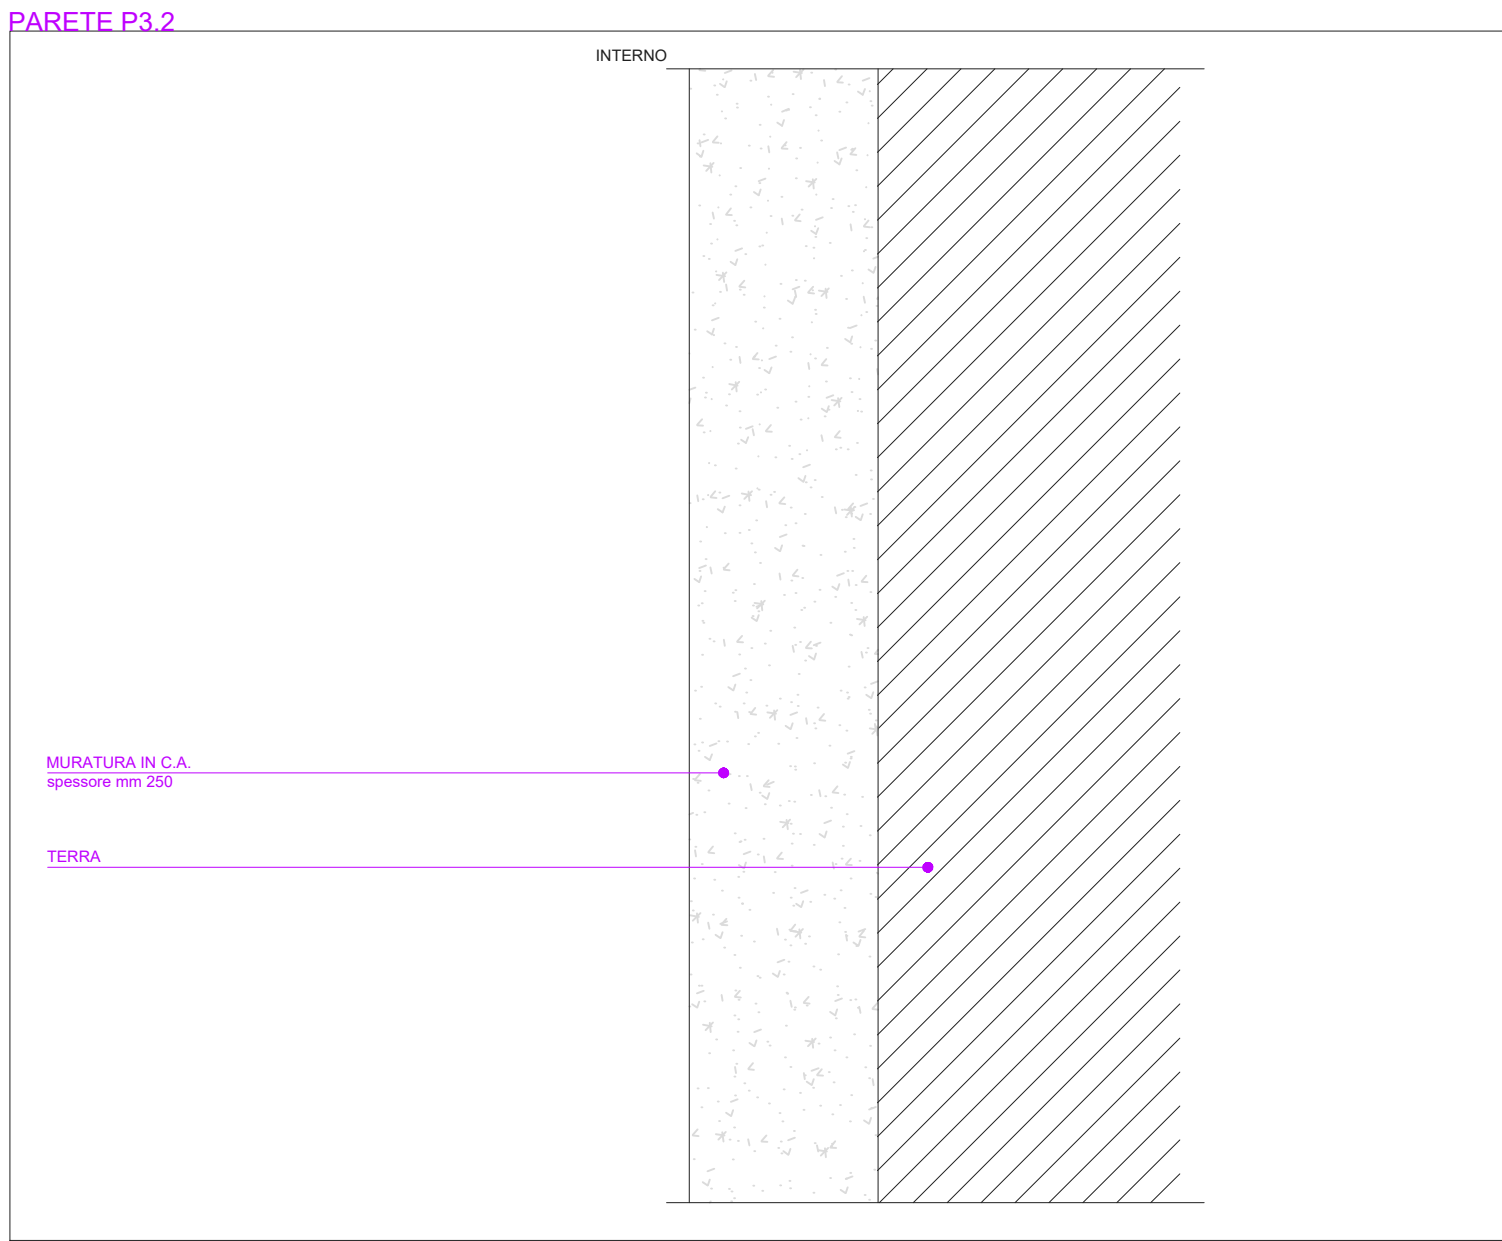 PARETE P3.2
INTERNO
MURATURA IN C.A.
spessore mm 250
TERRA